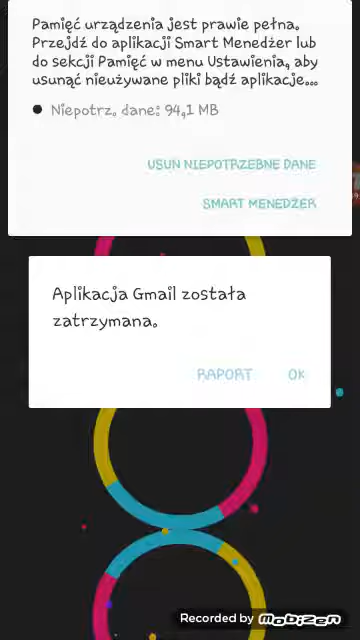 Pamięć urządzenia jest prawie pełna.
Przejdź do aplikacji Smart Menedżer lub
do sekcji Pamięć w menu Ustawienia, aby
usunąć nieużywane pliki bądź aplikacje...
Niepotrz. dane: 94,1 MB
USUŃ NIEPOTRZEBNE DANE
SMART MENEDŻER
Aplikacja Gmail została
zatrzymana.
RAPORT OK
Recorded by mobizen